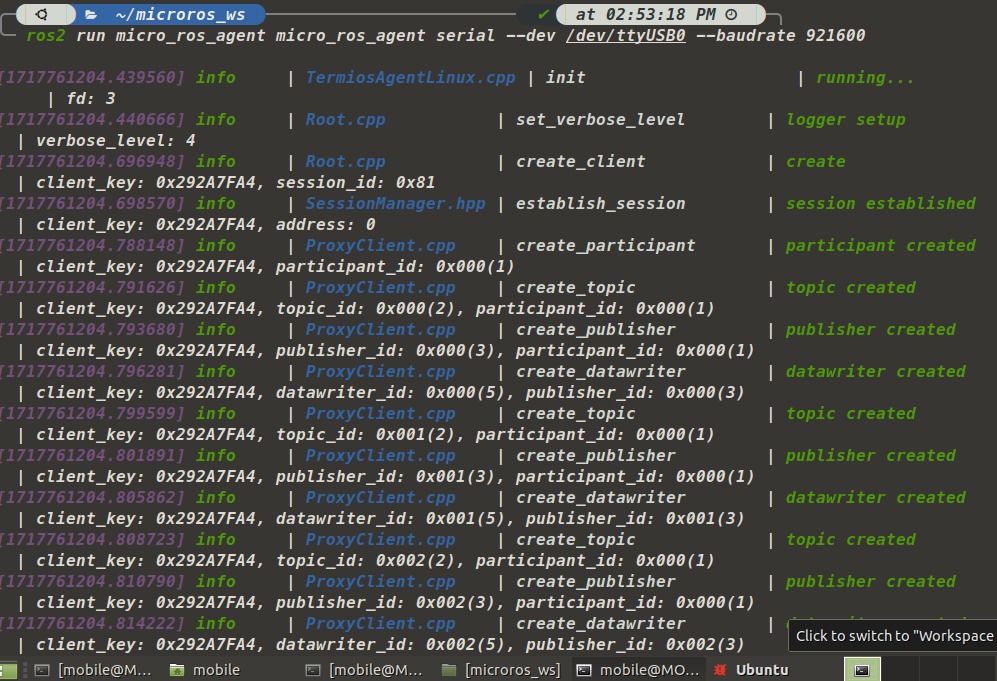 ~/microros_ws ✔ at 02:53:18 PM
ros2 run micro_ros_agent micro_ros_agent serial --dev /dev/ttyUSB0 --baudrate 921600
[1717761204.439560] info | TermiosAgentLinux.cpp | init | running...
| fd: 3
[1717761204.440666] info | Root.cpp | set_verbose_level | logger setup
| verbose_level: 4
[1717761204.696948] info | Root.cpp | create_client | create
| client_key: 0x292A7FA4, session_id: 0x81
[1717761204.698570] info | SessionManager.hpp | establish_session | session established
| client_key: 0x292A7FA4, address: 0
[1717761204.788148] info | ProxyClient.cpp | create_participant | participant created
| client_key: 0x292A7FA4, participant_id: 0x000(1)
[1717761204.791626] info | ProxyClient.cpp | create_topic | topic created
| client_key: 0x292A7FA4, topic_id: 0x000(2), participant_id: 0x000(1)
[1717761204.793680] info | ProxyClient.cpp | create_publisher | publisher created
| client_key: 0x292A7FA4, publisher_id: 0x000(3), participant_id: 0x000(1)
[1717761204.796281] info | ProxyClient.cpp | create_datawriter | datawriter created
| client_key: 0x292A7FA4, datawriter_id: 0x000(5), publisher_id: 0x000(3)
[1717761204.799599] info | ProxyClient.cpp | create_topic | topic created
| client_key: 0x292A7FA4, topic_id: 0x001(2), participant_id: 0x000(1)
[1717761204.801891] info | ProxyClient.cpp | create_publisher | publisher created
| client_key: 0x292A7FA4, publisher_id: 0x001(3), participant_id: 0x000(1)
[1717761204.805862] info | ProxyClient.cpp | create_datawriter | datawriter created
| client_key: 0x292A7FA4, datawriter_id: 0x001(5), publisher_id: 0x001(3)
[1717761204.808723] info | ProxyClient.cpp | create_topic | topic created
| client_key: 0x292A7FA4, topic_id: 0x002(2), participant_id: 0x000(1)
[1717761204.810790] info | ProxyClient.cpp | create_publisher | publisher created
| client_key: 0x292A7FA4, publisher_id: 0x002(3), participant_id: 0x000(1)
[1717761204.814222] info | ProxyClient.cpp | create_datawriter |
| client_key: 0x292A7FA4, datawriter_id: 0x002(5), publisher_id: 0x002(3)
Click to switch to "Workspace
[mobile@M... mobile [mobile@M... [microros_ws] mobile@MO... Ubuntu